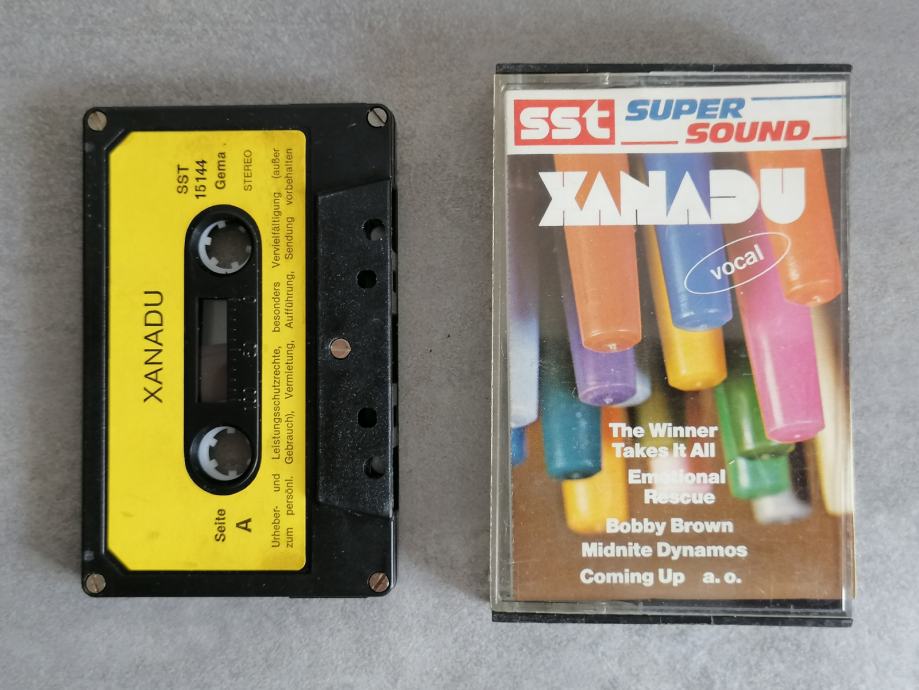 XANADU
Seite
A
SST
15144
Gema
STEREO
Urheber- und Leistungsschutzrechte, besonders Vervielfältigung (außer
zum persönl. Gebrauch), Vermietung, Aufführung, Sendung vorbehalten
sst SUPER
SOUND
XANADU
vocal
The Winner
Takes It All
Emotional
Rescue
Bobby Brown
Midnite Dynamos
Coming Up a. o.